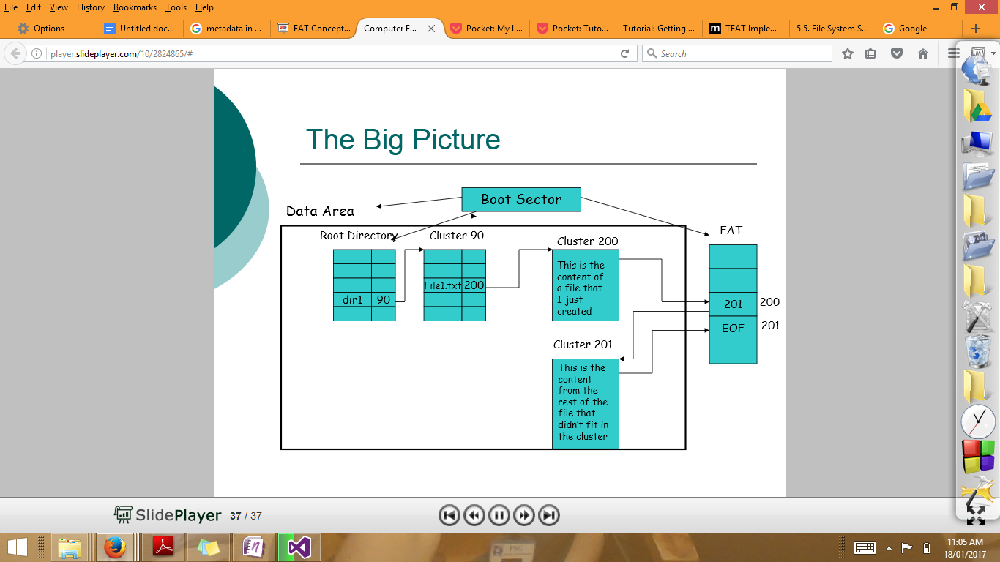 File Edit View History Bookmarks Tools Help
Options
Untitled doc...
metadata in ...
FAT Concept...
Computer F...
Pocket: My L...
Pocket: Tuto...
Tutorial: Getting ...
TFAT Imple...
5.5. File System S...
Google
player.slideplayer.com/10/2824865/#
Search
The Big Picture
Boot Sector
Data Area
FAT
Root Directory
Cluster 90
Cluster 200
dir1 90
File1.txt 200
This is the
content of
a file that
I just
created
201 200
EOF 201
Cluster 201
This is the
content
from the
rest of the
file that
didn't fit in
the cluster
SlidePlayer 37 / 37
11:05 AM
18/01/2017